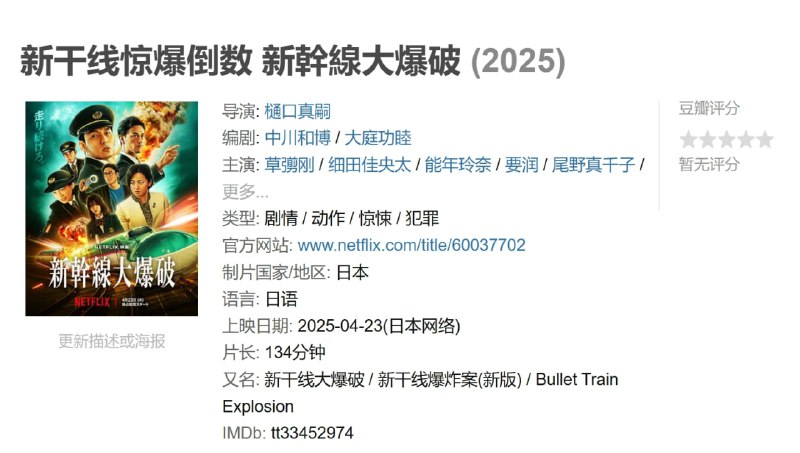 新干线惊爆倒数 新幹線大爆破 (2025)
走り続けろ。
NETFLIX 映画
新幹線大爆破
NETFLIX
4月23日(水)
更新描述或海报
导演: 樋口真嗣
编剧: 中川和博 / 大庭功睦
主演: 草彅刚 / 细田佳央太 / 能年玲奈 / 要润 / 尾野真千子 /
更多...
类型: 剧情 / 动作 / 惊悚 / 犯罪
官方网站: www.netflix.com/title/60037702
制片国家/地区: 日本
语言: 日语
上映日期: 2025-04-23(日本网络)
片长: 134分钟
又名: 新干线大爆破 / 新干线爆炸案(新版) / Bullet Train
Explosion
IMDb: tt33452974
豆瓣评分
暂无评分